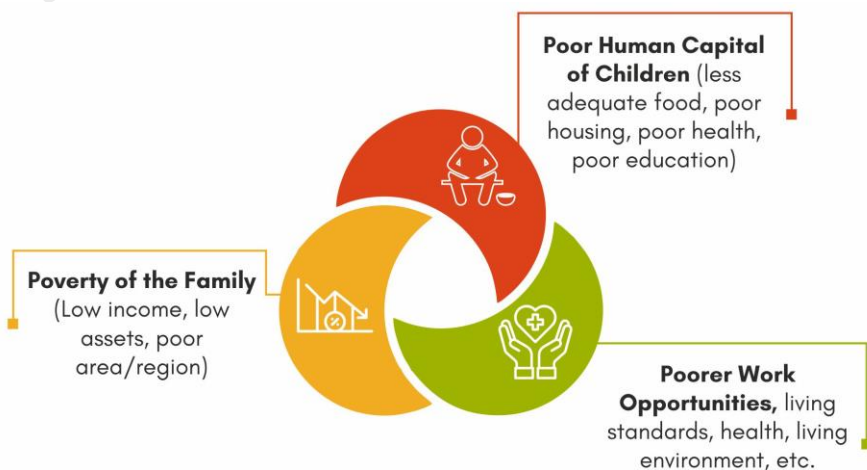 Poor Human Capital
of Children (less
adequate food, poor
housing, poor health,
poor education)
Poverty of the Family
(Low income, low
assets, poor
area/region)
%
Poorer Work
Opportunities, living
standards, health, living
environment, etc.